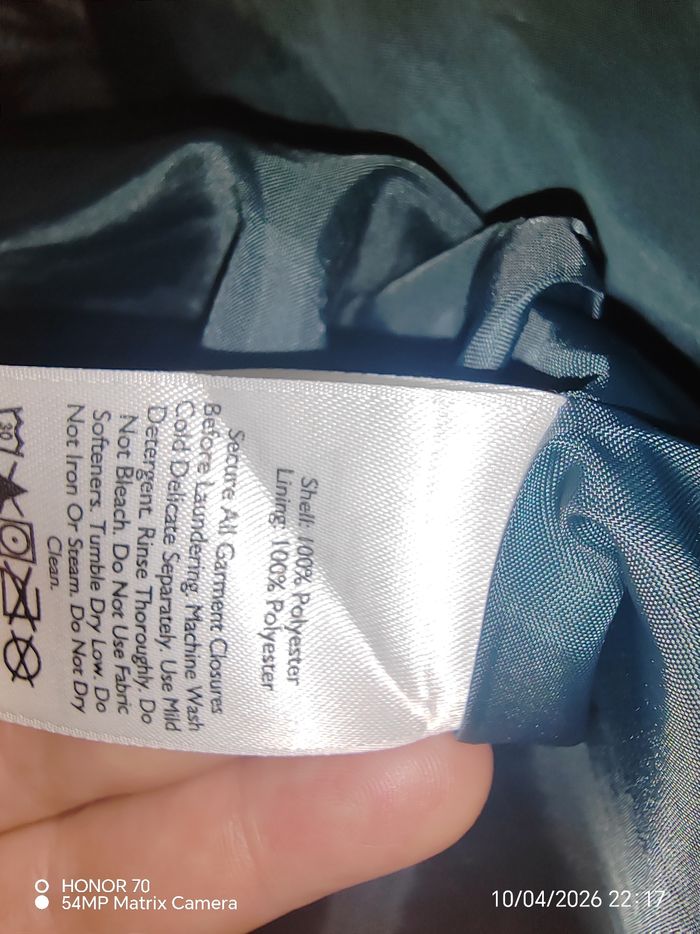 Shell: 100% Polyester
Lining: 100% Polyester
Secure All Garment Closures
Before Laundering. Machine Wash
Cold Delicate Separately. Use Mild
Detergent. Rinse Thoroughly. Do
Not Bleach. Do Not Use Fabric
Softeners. Tumble Dry Low. Do
Not Iron Or Steam. Do Not Dry
Clean.
30
HONOR 70
54MP Matrix Camera
10/04/2026 22:17